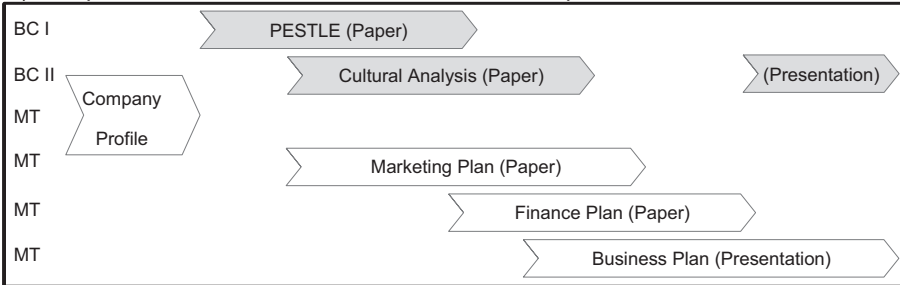 BC I
PESTLE (Paper)
BC II
Cultural Analysis (Paper)
(Presentation)
Company
Profile
MT
MT
Marketing Plan (Paper)
MT
Finance Plan (Paper)
MT
Business Plan (Presentation)